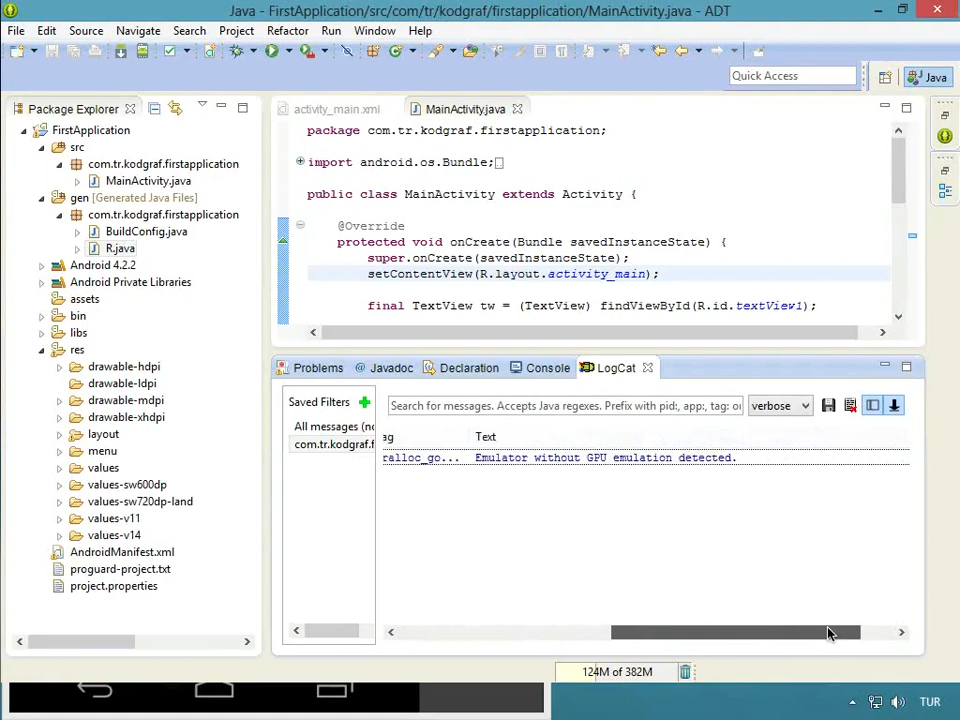 Java - FirstApplication/src/com/tr/kodgraf/firstapplication/MainActivity.java - ADT
File Edit Source Navigate Search Project Refactor Run Window Help
Quick Access
Java
Package Explorer
FirstApplication
src
com.tr.kodgraf.firstapplication
MainActivity.java
gen [Generated Java Files]
com.tr.kodgraf.firstapplication
BuildConfig.java
R.java
Android 4.2.2
Android Private Libraries
assets
bin
libs
res
drawable-hdpi
drawable-ldpi
drawable-mdpi
drawable-xhdpi
layout
menu
values
values-sw600dp
values-sw720dp-land
values-v11
values-v14
AndroidManifest.xml
proguard-project.txt
project.properties
activity_main.xml
MainActivity.java
package com.tr.kodgraf.firstapplication;
import android.os.Bundle;
public class MainActivity extends Activity {
@Override
protected void onCreate(Bundle savedInstanceState) {
super.onCreate(savedInstanceState);
setContentView(R.layout.activity_main);
final TextView tw = (TextView) findViewById(R.id.textView1);
Problems @ Javadoc Declaration Console LogCat
Saved Filters
All messages (no
com.tr.kodgraf.f
Search for messages. Accepts Java regexes. Prefix with pid:, app:, tag: or
verbose
ag Text
ralloc_go... Emulator without GPU emulation detected.
124M of 382M
TUR